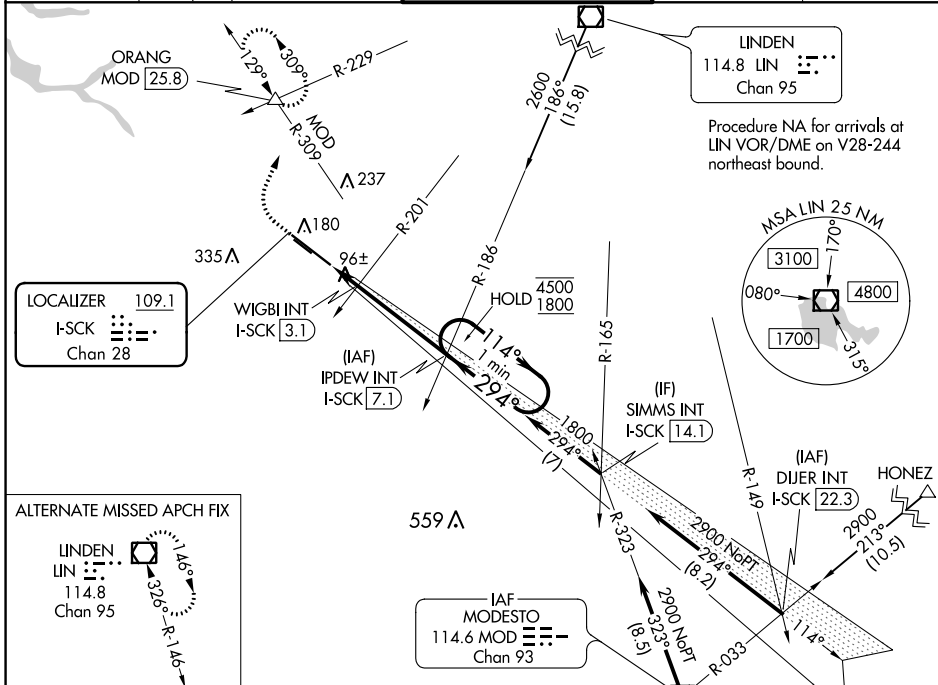 ORANG
MOD 25.8
129°
309°
R-229
MOD
R-309
2600
186°
(15.8)
LINDEN
114.8 LIN
Chan 95
Procedure NA for arrivals at
LIN VOR/DME on V28-244
northeast bound.
237
R-201
180
335
96±
R-186
MSA LIN 25 NM
170°
3100
080°
4800
1700
315°
LOCALIZER 109.1
I-SCK
Chan 28
WIGBI INT
I-SCK 3.1
HOLD 4500
1800
114°
1 min
294°
(IAF)
IPDEW INT
I-SCK 7.1
R-165
(IF)
SIMMS INT
I-SCK 14.1
1800
294°
(7)
R-149
(IAF)
DIJER INT
I-SCK 22.3
HONEZ
2900
213°
(10.5)
559
R-323
2900 NoPT
294°
(8.2)
2900 NoPT
323°
(8.5)
R-033
114°
ALTERNATE MISSED APCH FIX
LINDEN
LIN
114.8
Chan 95
146°
326°
R-146
IAF
MODESTO
114.6 MOD
Chan 93